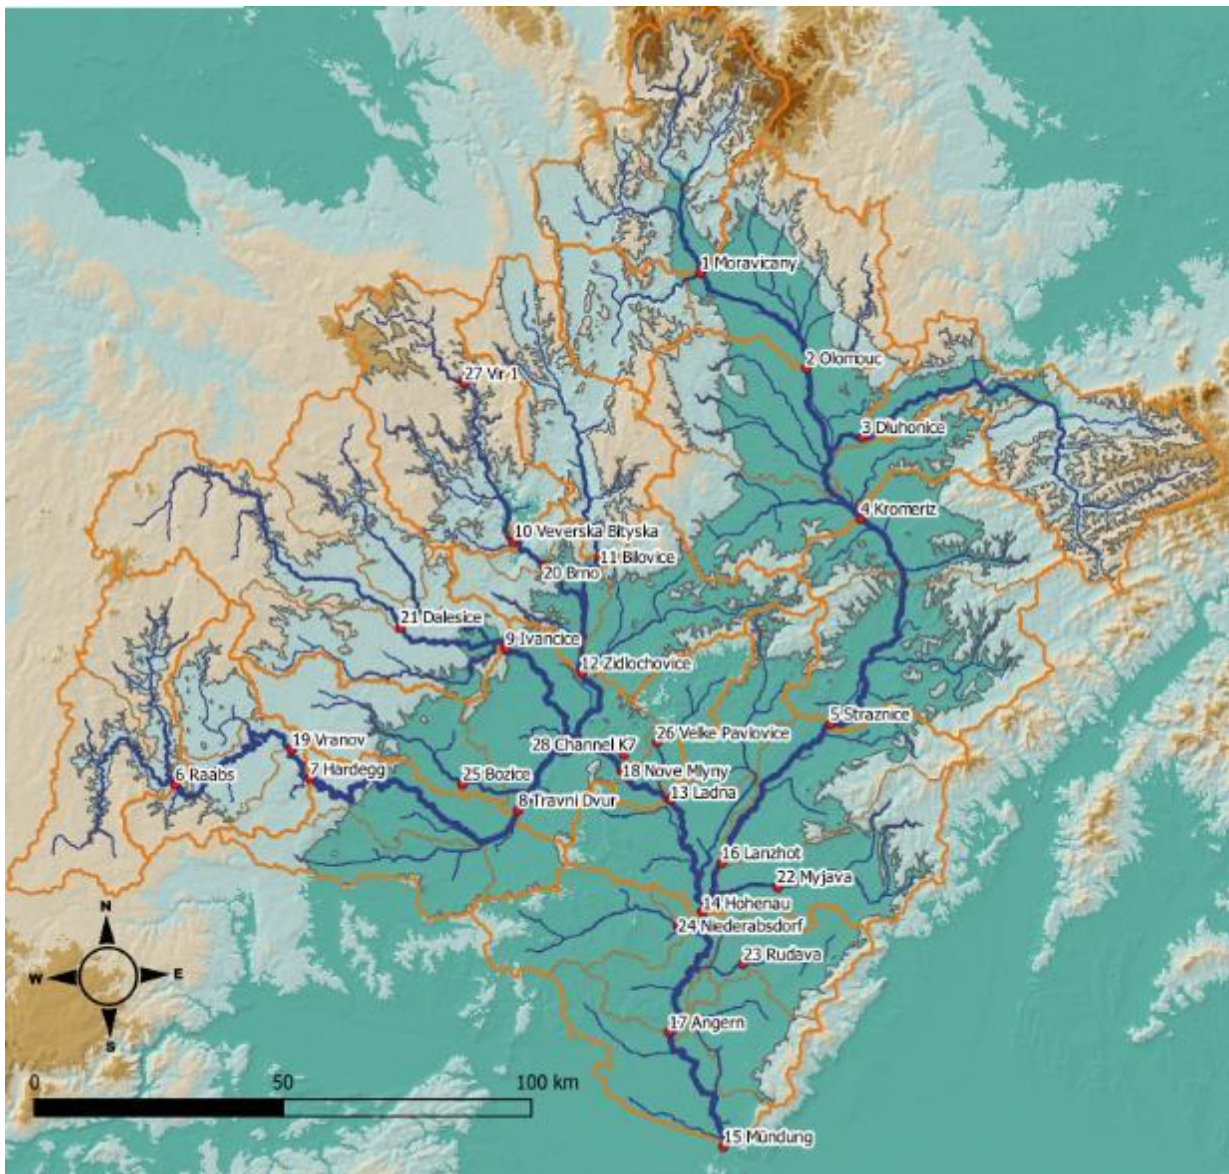 1 Moravicany
2 Olomouc
27 Vir 1
3 Dluhonice
4 Kromeriz
10 Veverska Bityska
11 Bilovice
20 Brno
21 Dalesice
9 Ivancice
12 Zidlochovice
5 Straznice
26 Velke Pavlovice
19 Vranov
28 Channel K7
6 Raabs
7 Hardegg
18 Nove Mlyny
25 Bozice
13 Ladna
8 Travni Dvur
16 Lanzhot
22 Myjava
14 Hohenau
N
24 Niederabsdorf
23 Rudava
W
E
17 Angern
S
0
50
100 km
15 Mündung